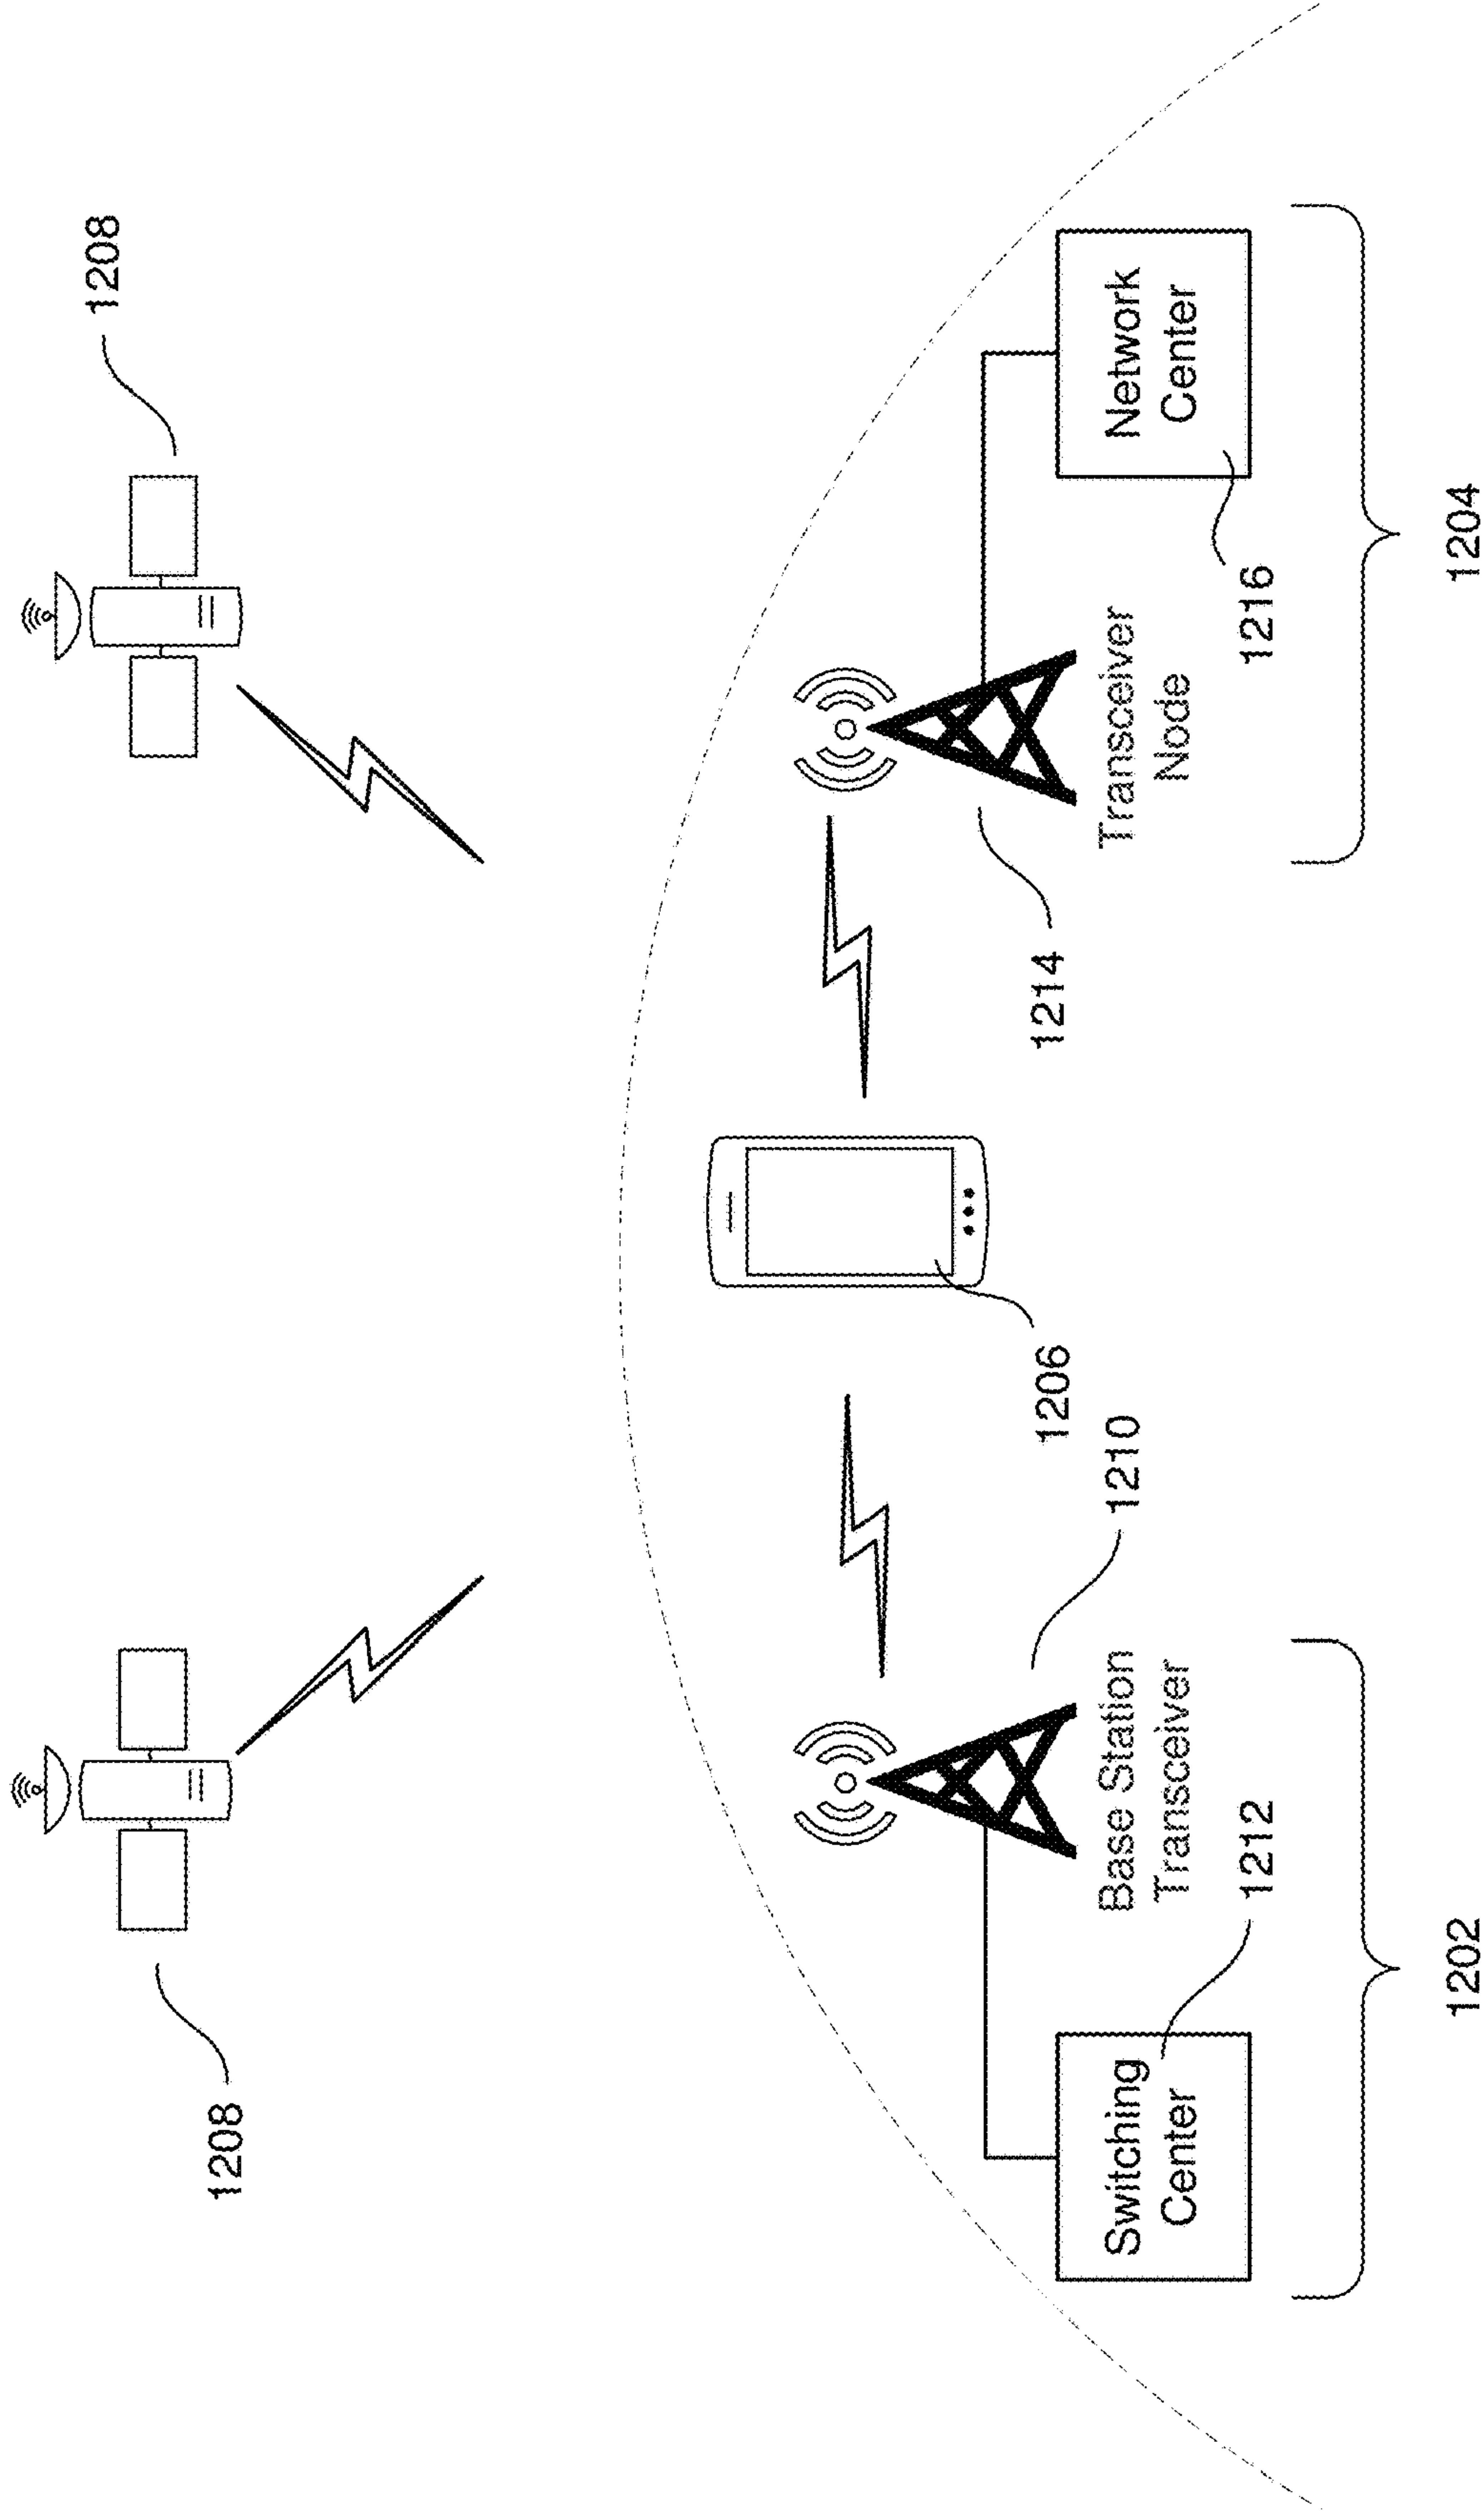 1208
1208
1206
1210
1214
Switching
Center
1212
Base Station
Transceiver
Transceiver
Node
1216
Network
Center
1202
1204